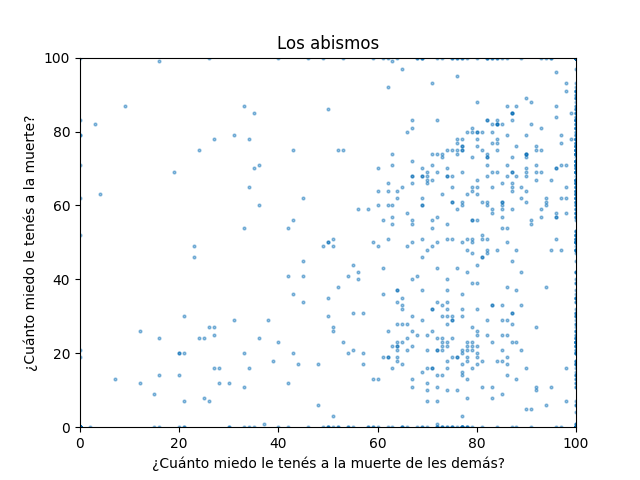 Los abismos
100
80
60
40
20
0
¿Cuánto miedo le tenés a la muerte?
0 20 40 60 80 100
¿Cuánto miedo le tenés a la muerte de les demás?